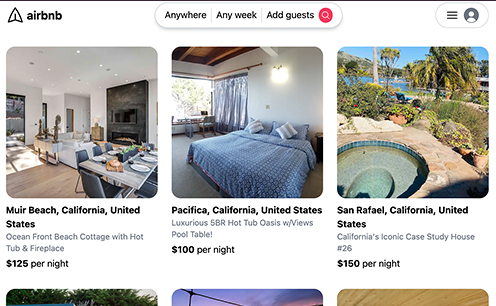 airbnb
Anywhere
Any week
Add guests
Muir Beach, California, United
States
Ocean Front Beach Cottage with Hot
Tub & Fireplace
$125 per night
Pacifica, California, United States
Luxurious 5BR Hot Tub Oasis w/Views
Pool Table!
$100 per night
San Rafael, California, United
States
California's Iconic Case Study House
#26
$150 per night